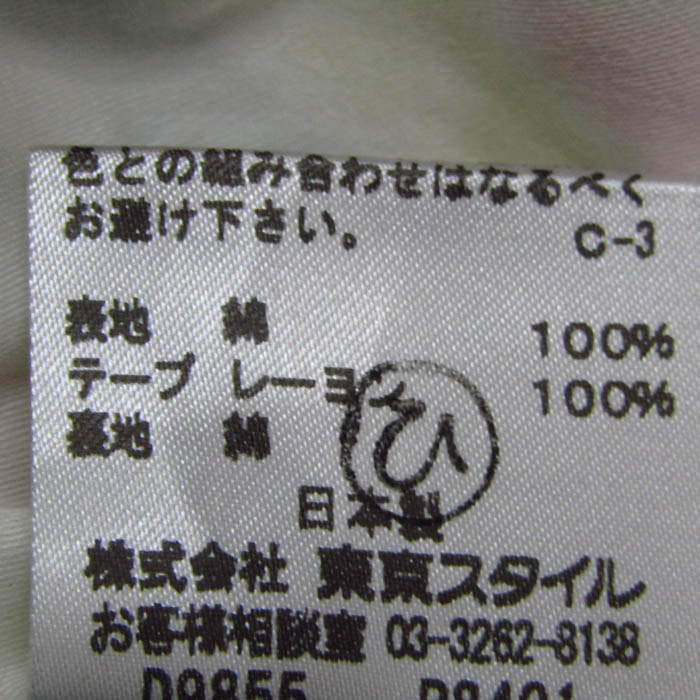 色との組み合わせはなるべく
お避け下さい。 C-3
表地 綿 100%
テープ レーヨン 100%
裏地 綿
ひ
日本製
株式会社 東京スタイル
お客様相談室 03-3262-8138
D9855